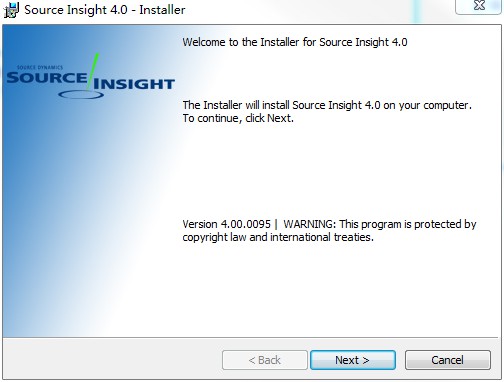 Source Insight 4.0 - Installer
Welcome to the Installer for Source Insight 4.0
SOURCE DYNAMICS
SOURCE INSIGHT
The Installer will install Source Insight 4.0 on your computer.
To continue, click Next.
Version 4.00.0095 | WARNING: This program is protected by
copyright law and international treaties.
< Back
Next >
Cancel